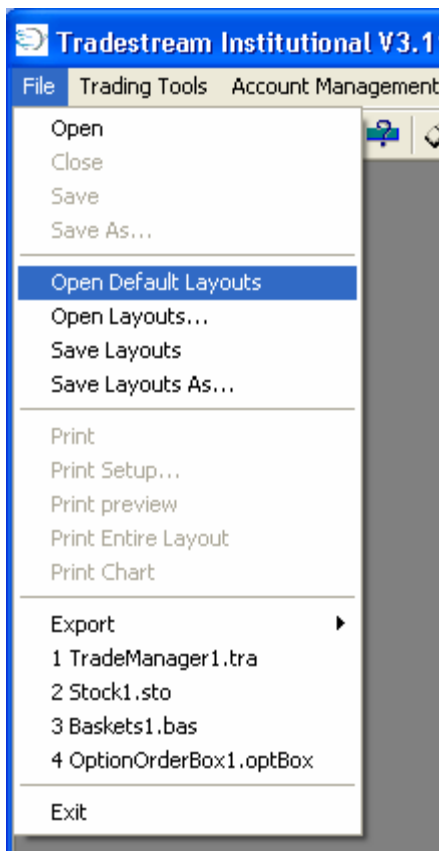 Tradestream Institutional V3.1
File Trading Tools Account Management
Open
Close
Save
Save As...
Open Default Layouts
Open Layouts...
Save Layouts
Save Layouts As...
Print
Print Setup...
Print preview
Print Entire Layout
Print Chart
Export
1 TradeManager1.tra
2 Stock1.sto
3 Baskets1.bas
4 OptionOrderBox1.optBox
Exit